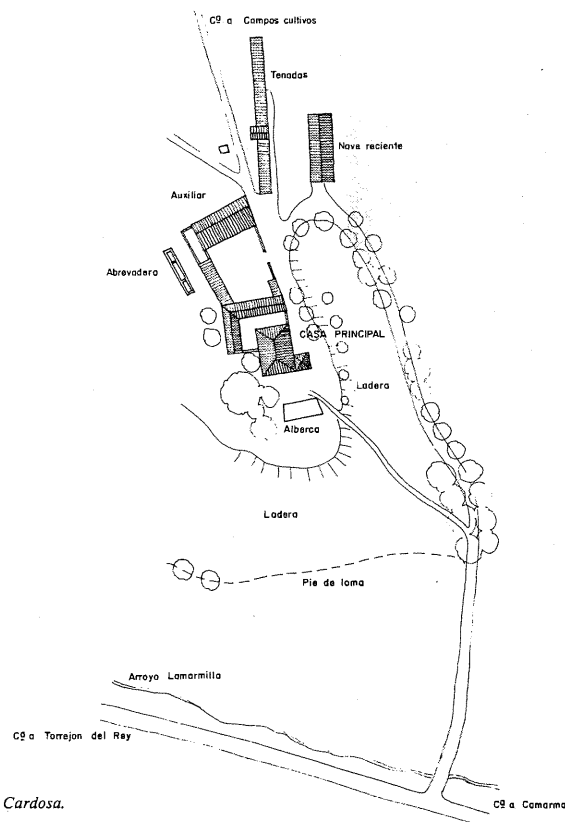 Cº a Campos cultivos
Tenadas
Nave reciente
Auxiliar
Abrevadero
CASA PRINCIPAL
Ladera
Alberca
Ladera
Pie de loma
Arroyo Lamarmilla
Cº a Torrejon del Rey
Cardosa.
Cº a Camarma